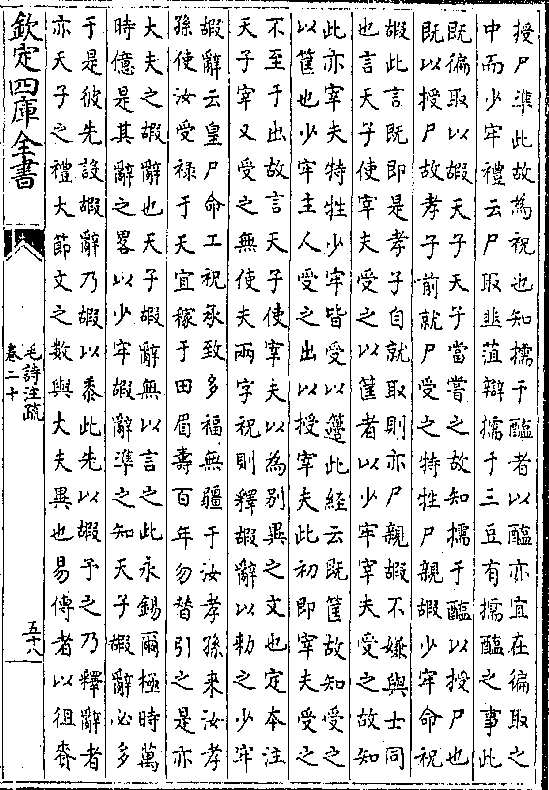 授尸準此故為祝也知擩于醢者以醢亦宜在徧取之
中而少牢禮云尸取韭菹辯擩于三豆有擩醢之事此
既徧取以嘏天子天子當嘗之故知擩于醢以授尸也
既以授尸故孝子前就尸受之特牲尸親嘏少牢命祝
嘏此言既即是孝子自就取則亦尸親嘏不嫌與士同
也言天子使宰夫受之以筐者以少牢宰夫受之故知
此亦宰夫特牲少牢皆受以籩此經云既筐故知受之
以筐也少牢主人受之出以授宰夫此初即宰夫受之
不至于出故言天子使宰夫以為别異之文也定本注
天子宰又受之無使夫兩字祝則釋嘏辭以勑之少牢
嘏辭云皇尸命工祝承致多福無疆于汝孝孫來汝孝
孫使汝受禄于天宜稼于田眉壽百年勿替引之是亦
大夫之嘏辭也天子嘏辭無以言之此永錫爾極時萬
時億是其辭之畧以少牢嘏辭準之知天子嘏辭必多
于是彼先設嘏辭乃嘏以黍此先以嘏予之乃釋辭者
亦天子之禮大節文之數與大夫異也易傳者以徂賚
欽定四庫全書
毛詩注疏
卷二十
五十八